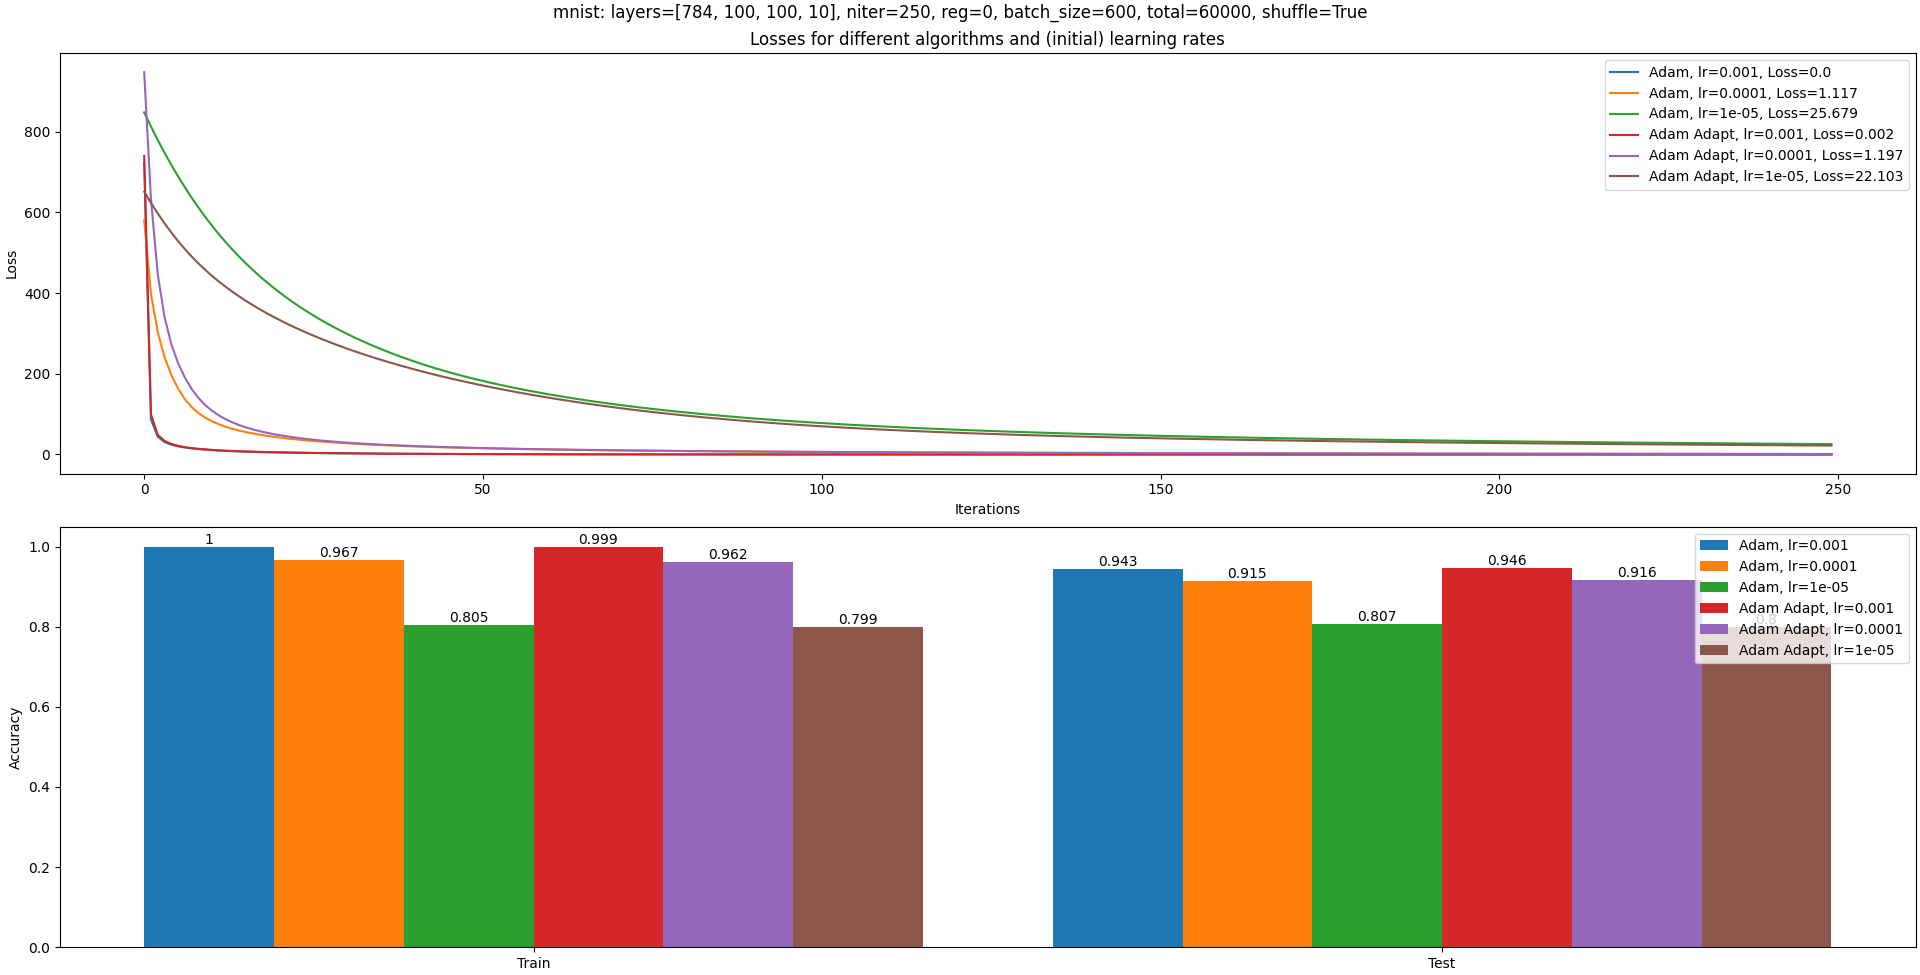 mnist: layers=[784, 100, 100, 10], niter=250, reg=0, batch_size=600, total=60000, shuffle=True
Losses for different algorithms and (initial) learning rates
Loss
800
600
400
200
0
Adam, lr=0.001, Loss=0.0
Adam, lr=0.0001, Loss=1.117
Adam, lr=1e-05, Loss=25.679
Adam Adapt, lr=0.001, Loss=0.002
Adam Adapt, lr=0.0001, Loss=1.197
Adam Adapt, lr=1e-05, Loss=22.103
0 50 100 150 200 250
Iterations
Accuracy
1.0
0.8
0.6
0.4
0.2
0.0
1 0.967 0.805 0.999 0.962 0.799
0.943 0.915 0.807 0.946 0.916 0.8
Adam, lr=0.001
Adam, lr=0.0001
Adam, lr=1e-05
Adam Adapt, lr=0.001
Adam Adapt, lr=0.0001
Adam Adapt, lr=1e-05
Train Test